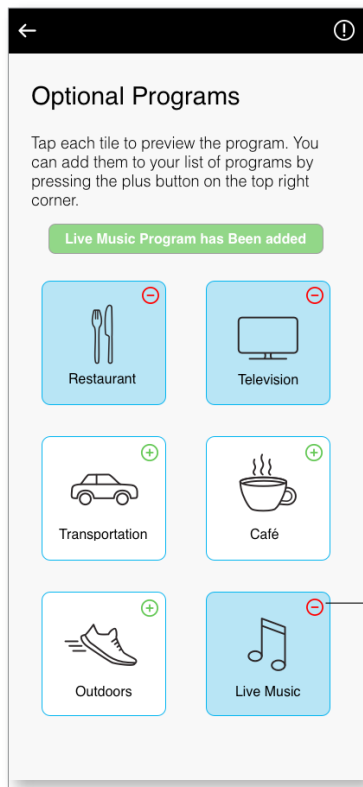 Optional Programs
Tap each tile to preview the program. You
can add them to your list of programs by
pressing the plus button on the top right
corner.
Live Music Program has Been added
Restaurant
Television
Transportation
Café
Outdoors
Live Music